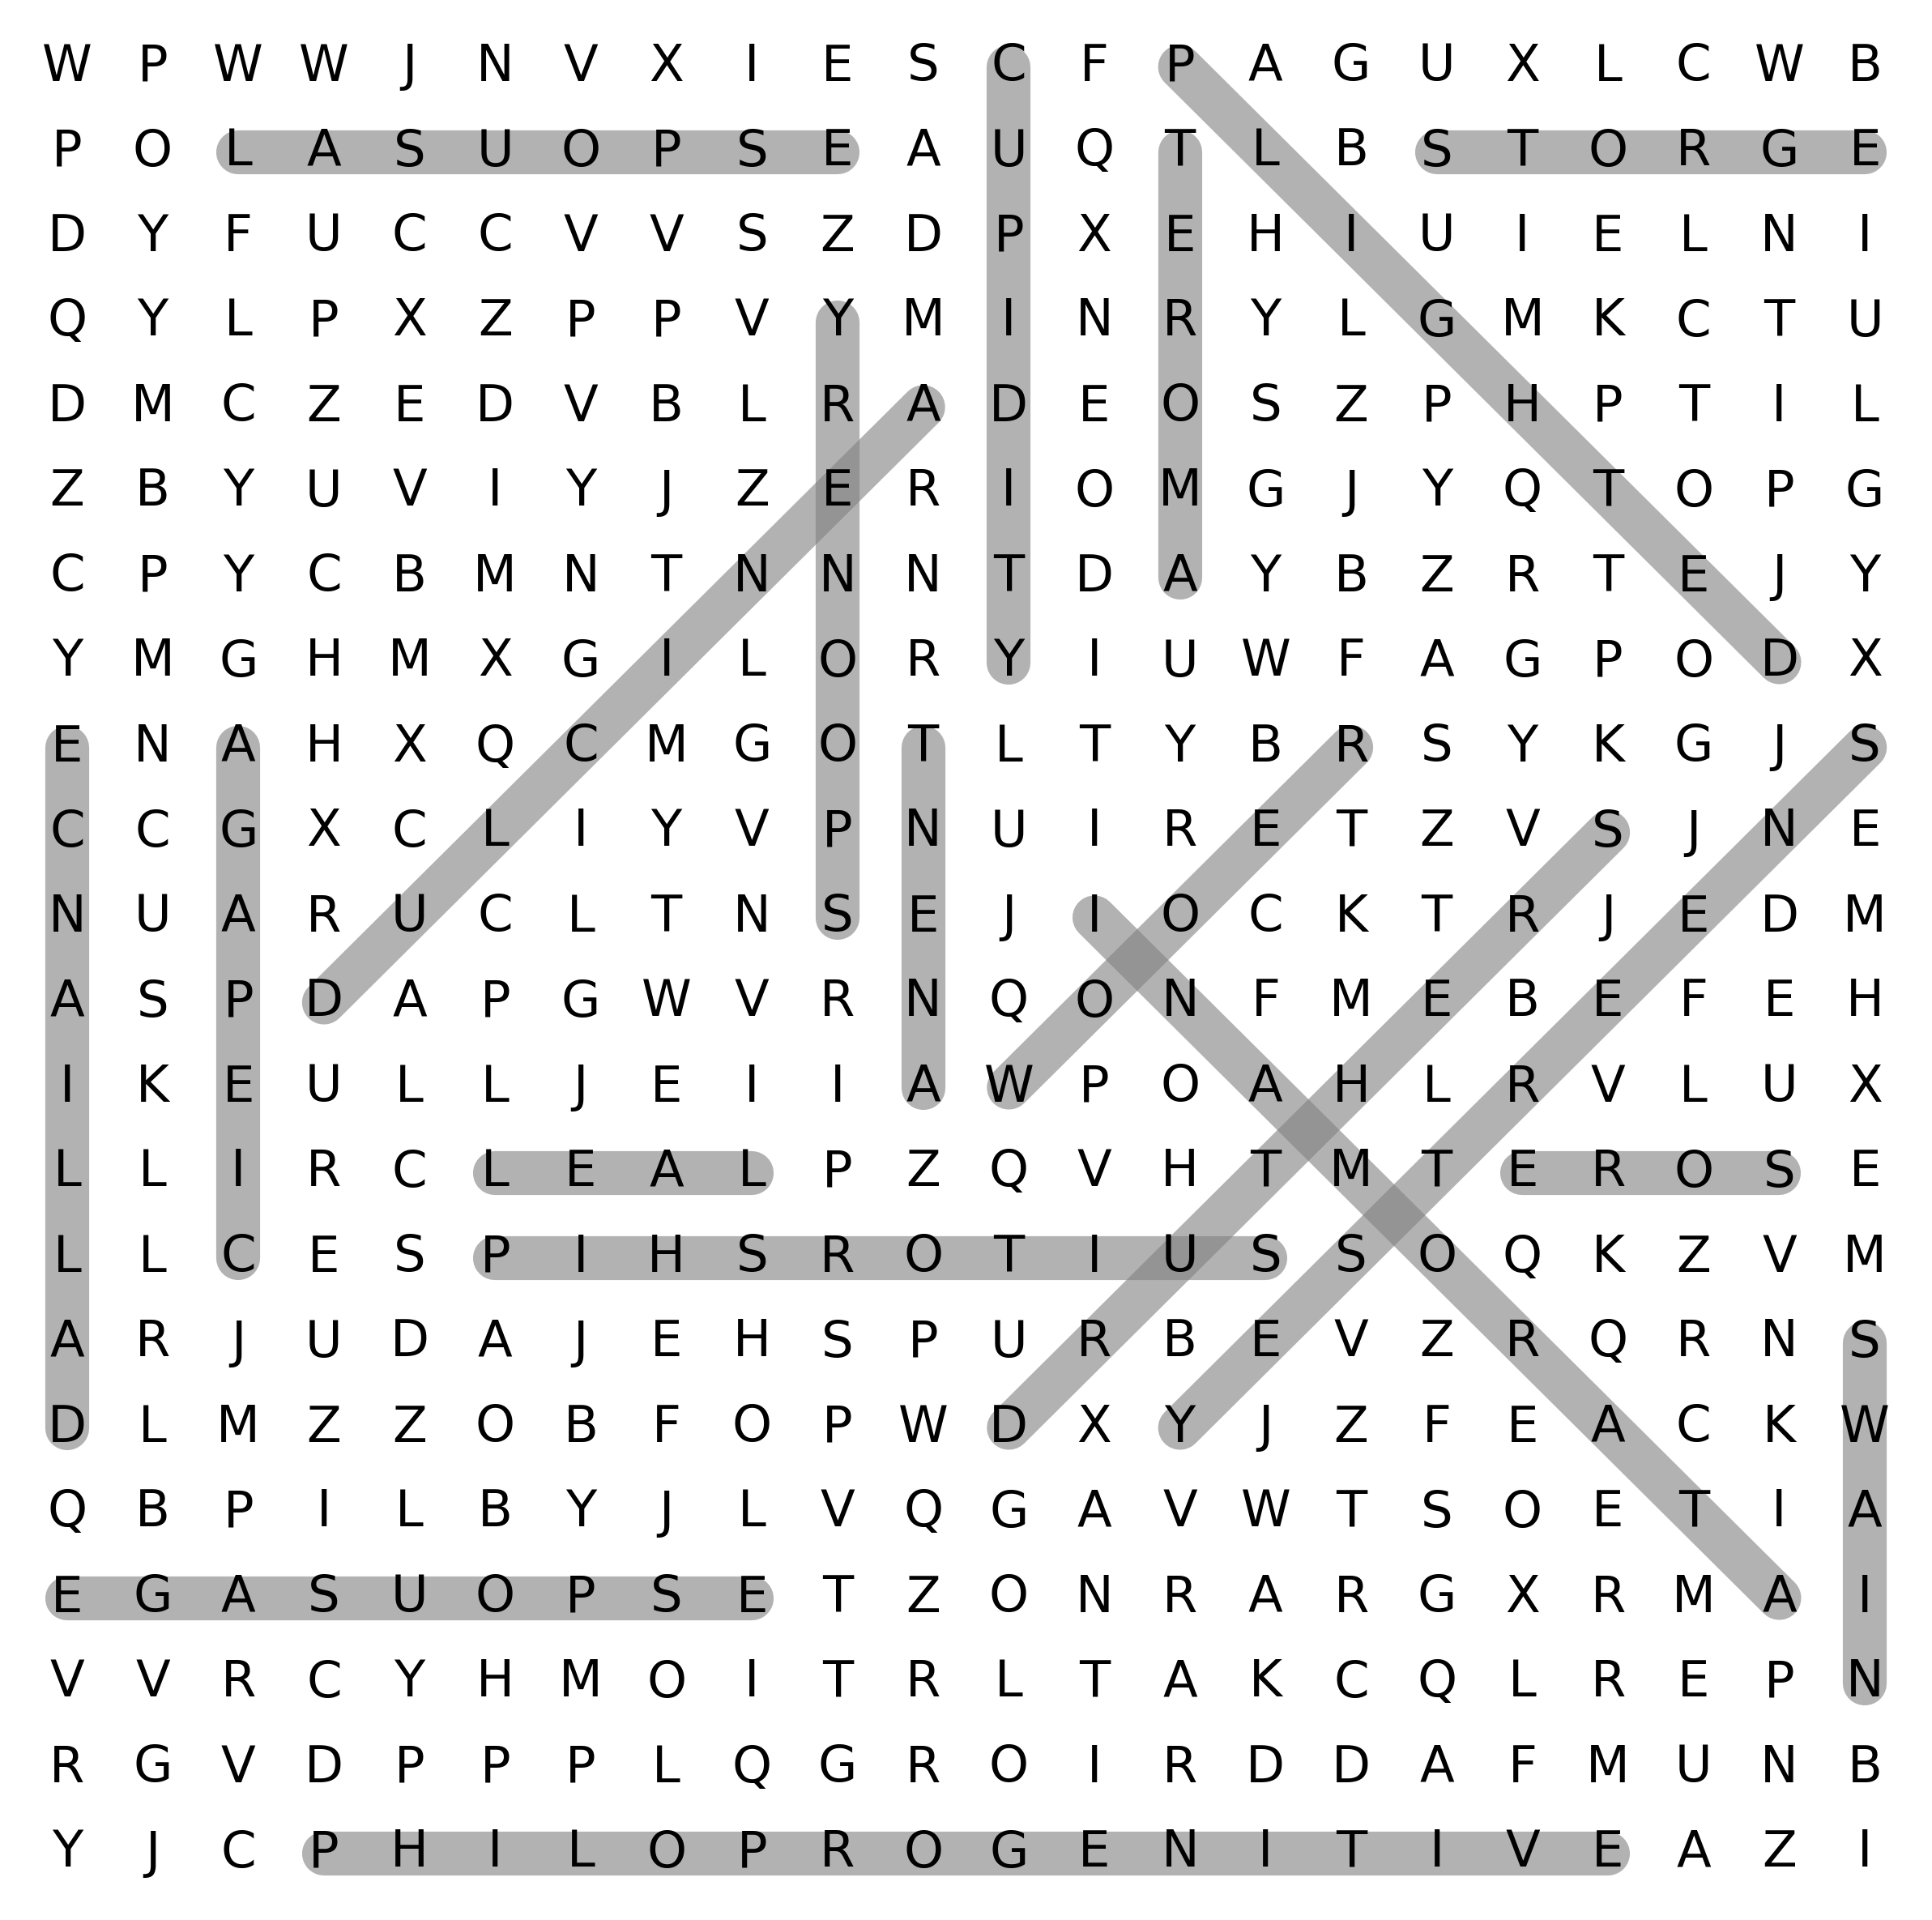 W P W W J N V X I E S C F P A G U X L C W B
P O L A S U O P S E A U Q T L B S T O R G E
D Y F U C C V V S Z D P X E H I U I E L N I
Q Y L P X Z P P V Y M I N R Y L G M K C T U
D M C Z E D V B L R A D E O S Z P H P T I L
Z B Y U V I Y J Z E R I O M G J Y Q T O P G
C P Y C B M N T N N N T D A Y B Z R T E J Y
Y M G H M X G I L O R Y I U W F A G P O D X
E N A H X Q C M G O T L T Y B R S Y K G J S
C C G X C L I Y V P N U I R E T Z V S J N E
N U A R U C L T N S E J I O C K T R J E D M
A S P D A P G W V R N Q O N F M E B E F E H
I K E U L L J E I I A W P O A H L R V L U X
L L I R C L E A L P Z Q V H T M T E R O S E
L L C E S P I H S R O T I U S S O Q K Z V M
A R J U D A J E H S P U R B E V Z R Q R N S
D L M Z Z O B F O P W D X Y J Z F E A C K W
Q B P I L B Y J L V Q G A V W T S O E T I A
E G A S U O P S E T Z O N R A R G X R M A I
V V R C Y H M O I T R L T A K C Q L R E P N
R G V D P P P L Q G R O I R D D A F M U N B
Y J C P H I L O P R O G E N I T I V E A Z I